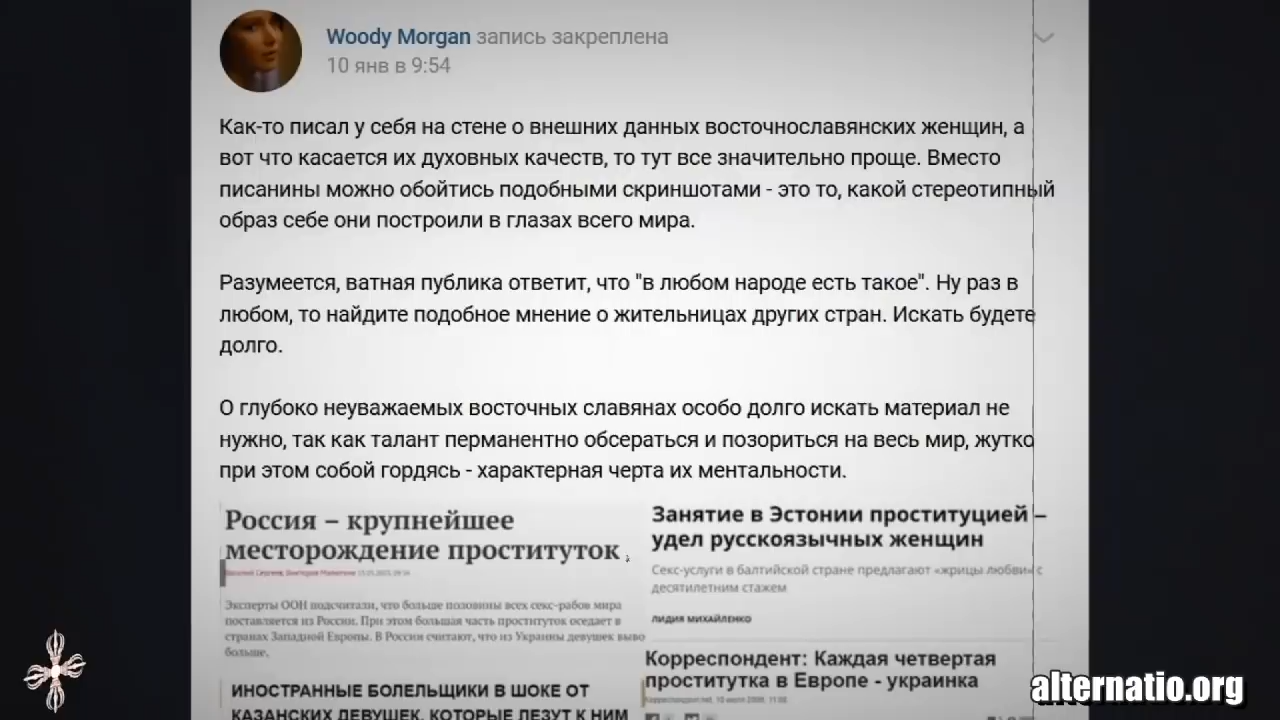 Woody Morgan запись закреплена
10 янв в 9:54
Как-то писал у себя на стене о внешних данных восточнославянских женщин, а
вот что касается их духовных качеств, то тут все значительно проще. Вместо
писанины можно обойтись подобными скриншотами - это то, какой стереотипный
образ себе они построили в глазах всего мира.
Разумеется, ватная публика ответит, что "в любом народе есть такое". Ну раз в
любом, то найдите подобное мнение о жительницах других стран. Искать будете
долго.
О глубоко неуважаемых восточных славянах особо долго искать материал не
нужно, так как талант перманентно обсераться и позориться на весь мир, жутко
при этом собой гордясь - характерная черта их ментальности.
Россия – крупнейшее
месторождение проституток
Эксперты ООН подсчитали, что больше половины всех секс-рабов мира
поставляется из России. При этом большая часть проституток оседает в
странах Западной Европы. В России считают, что из Украины девушек выво
больше.
ИНОСТРАННЫЕ БОЛЕЛЬЩИКИ В ШОКЕ ОТ
КАЗАНСКИХ ДЕВУШЕК, КОТОРЫЕ ЛЕЗУТ К НИМ
Занятие в Эстонии проституцией –
удел русскоязычных женщин
Секс-услуги в балтийской стране предлагают «жрицы любви» с
десятилетним стажем
ЛИДИЯ МИХАЙЛЕНКО
Корреспондент: Каждая четвертая
проститутка в Европе - украинка
alternatio.org